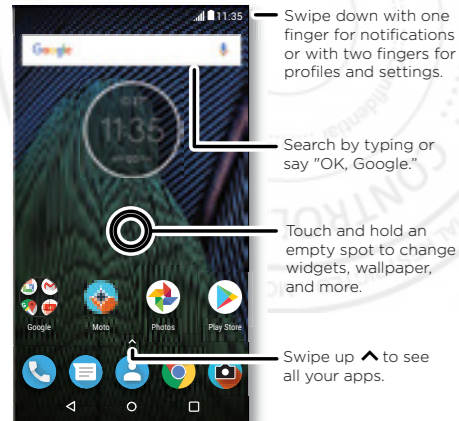 11:35
Swipe down with one
finger for notifications
or with two fingers for
profiles and settings.
Google
11:35
Search by typing or
say "OK, Google."
Touch and hold an
empty spot to change
widgets, wallpaper,
and more.
Google
Moto
Photos
Play Store
Swipe up ^ to see
all your apps.